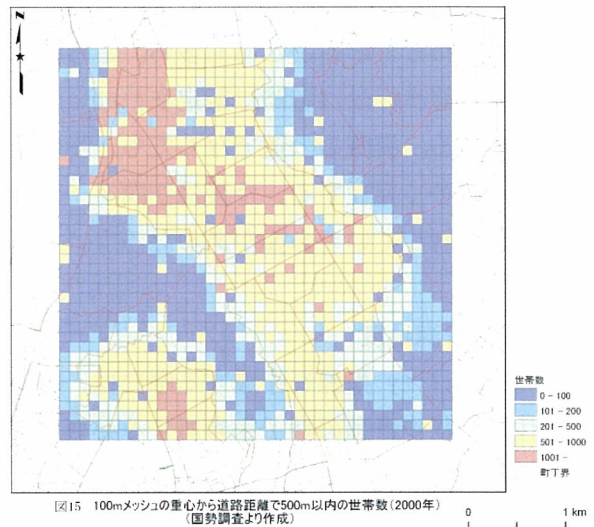 N
世帯数
0 - 100
101 - 200
201 - 500
501 - 1000
1001 -
町丁界
図15 100mメッシュの重心から道路距離で500m以内の世帯数(2000年)
(国勢調査より作成)
0 1 km